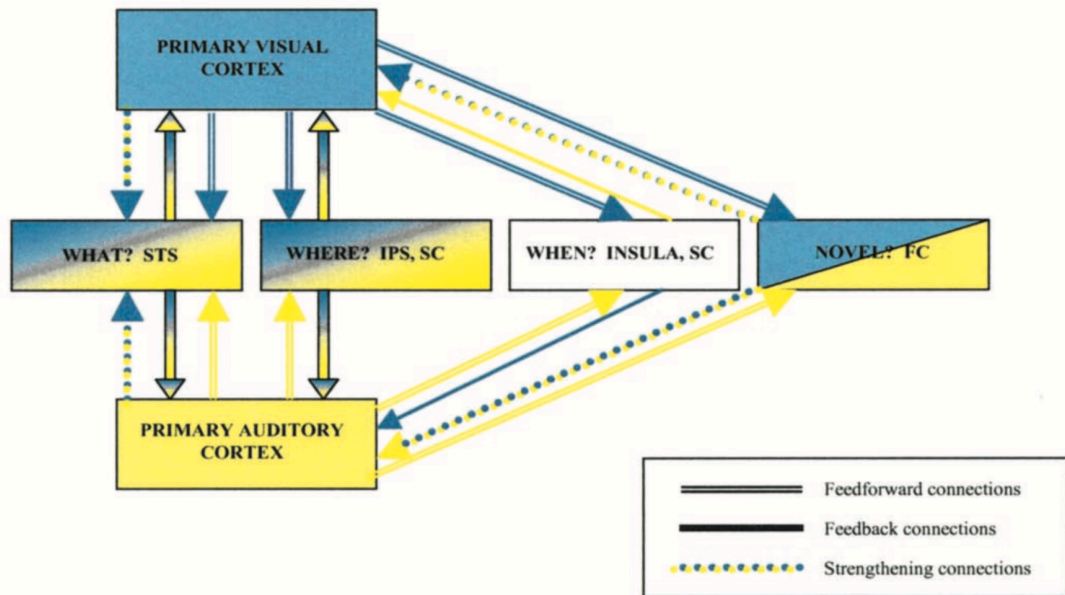 PRIMARY VISUAL
CORTEX
WHAT? STS
WHERE? IPS, SC
WHEN? INSULA, SC
NOVEL? FC
PRIMARY AUDITORY
CORTEX
Feedforward connections
Feedback connections
Strengthening connections